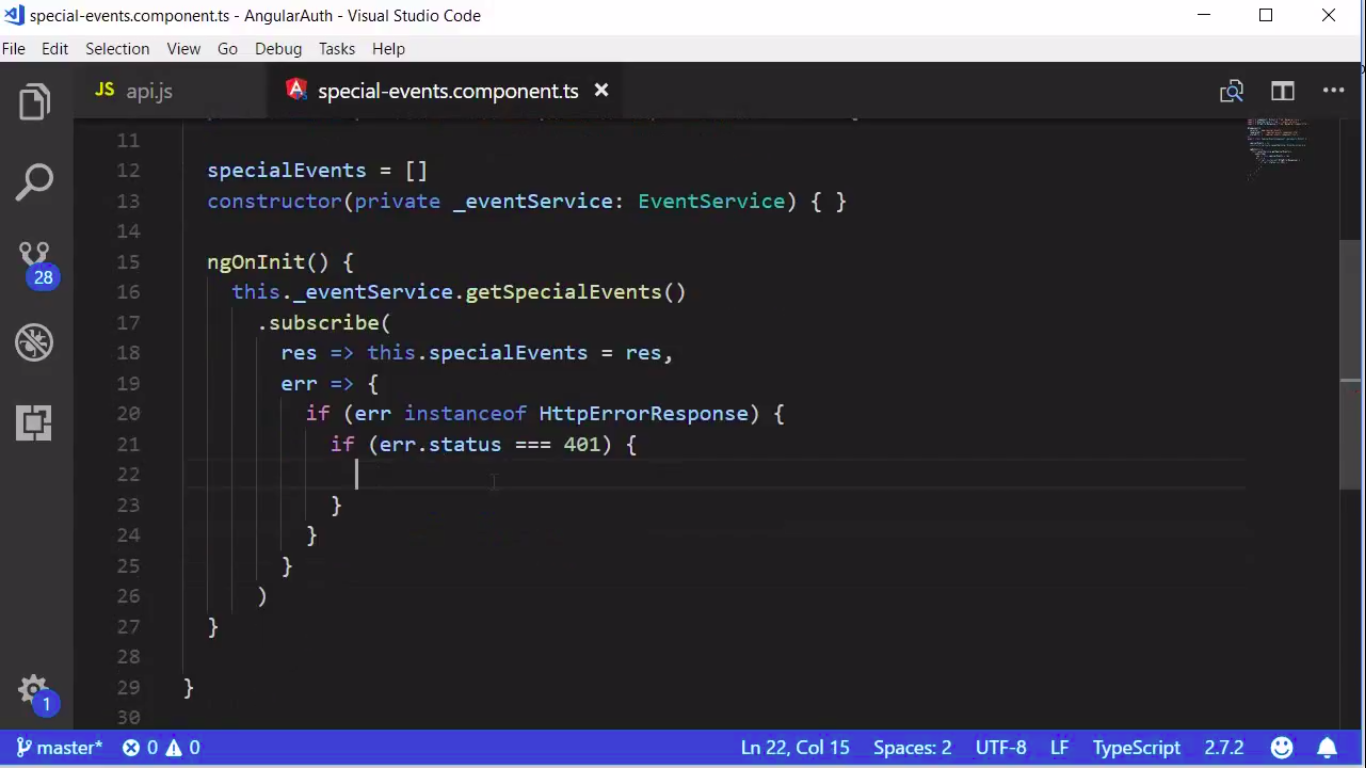 special-events.component.ts - AngularAuth - Visual Studio Code
File Edit Selection View Go Debug Tasks Help
JS api.js special-events.component.ts
11
12 specialEvents = []
13 constructor(private _eventService: EventService) { }
14
15 ngOnInit() {
16 this._eventService.getSpecialEvents()
17 .subscribe(
18 res => this.specialEvents = res,
19 err => {
20 if (err instanceof HttpErrorResponse) {
21 if (err.status === 401) {
22
23 }
24 }
25 }
26 )
27 }
28
29 }
30
28
1
master* 0 0 Ln 22, Col 15 Spaces: 2 UTF-8 LF TypeScript 2.7.2